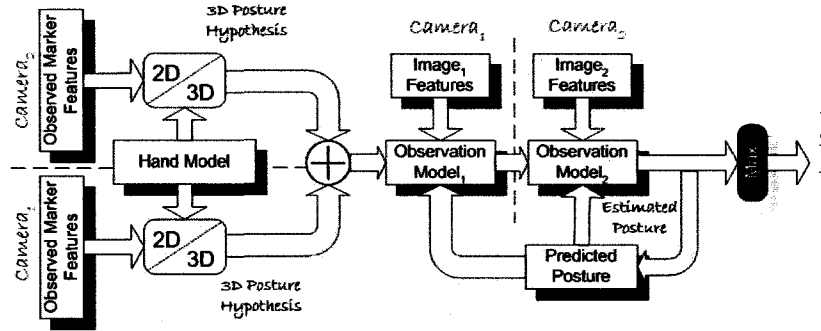 3D Posture
Hypothesis
Camera₂
Observed Marker
Features
2D
3D
Hand Model
Camera₁
Observed Marker
Features
2D
3D
3D Posture
Hypothesis
+
Camera₁
Image₁
Features
Observation
Model₁
Camera₂
Image₂
Features
Observation
Model₂
Estimated
Posture
Predicted
Posture
Max